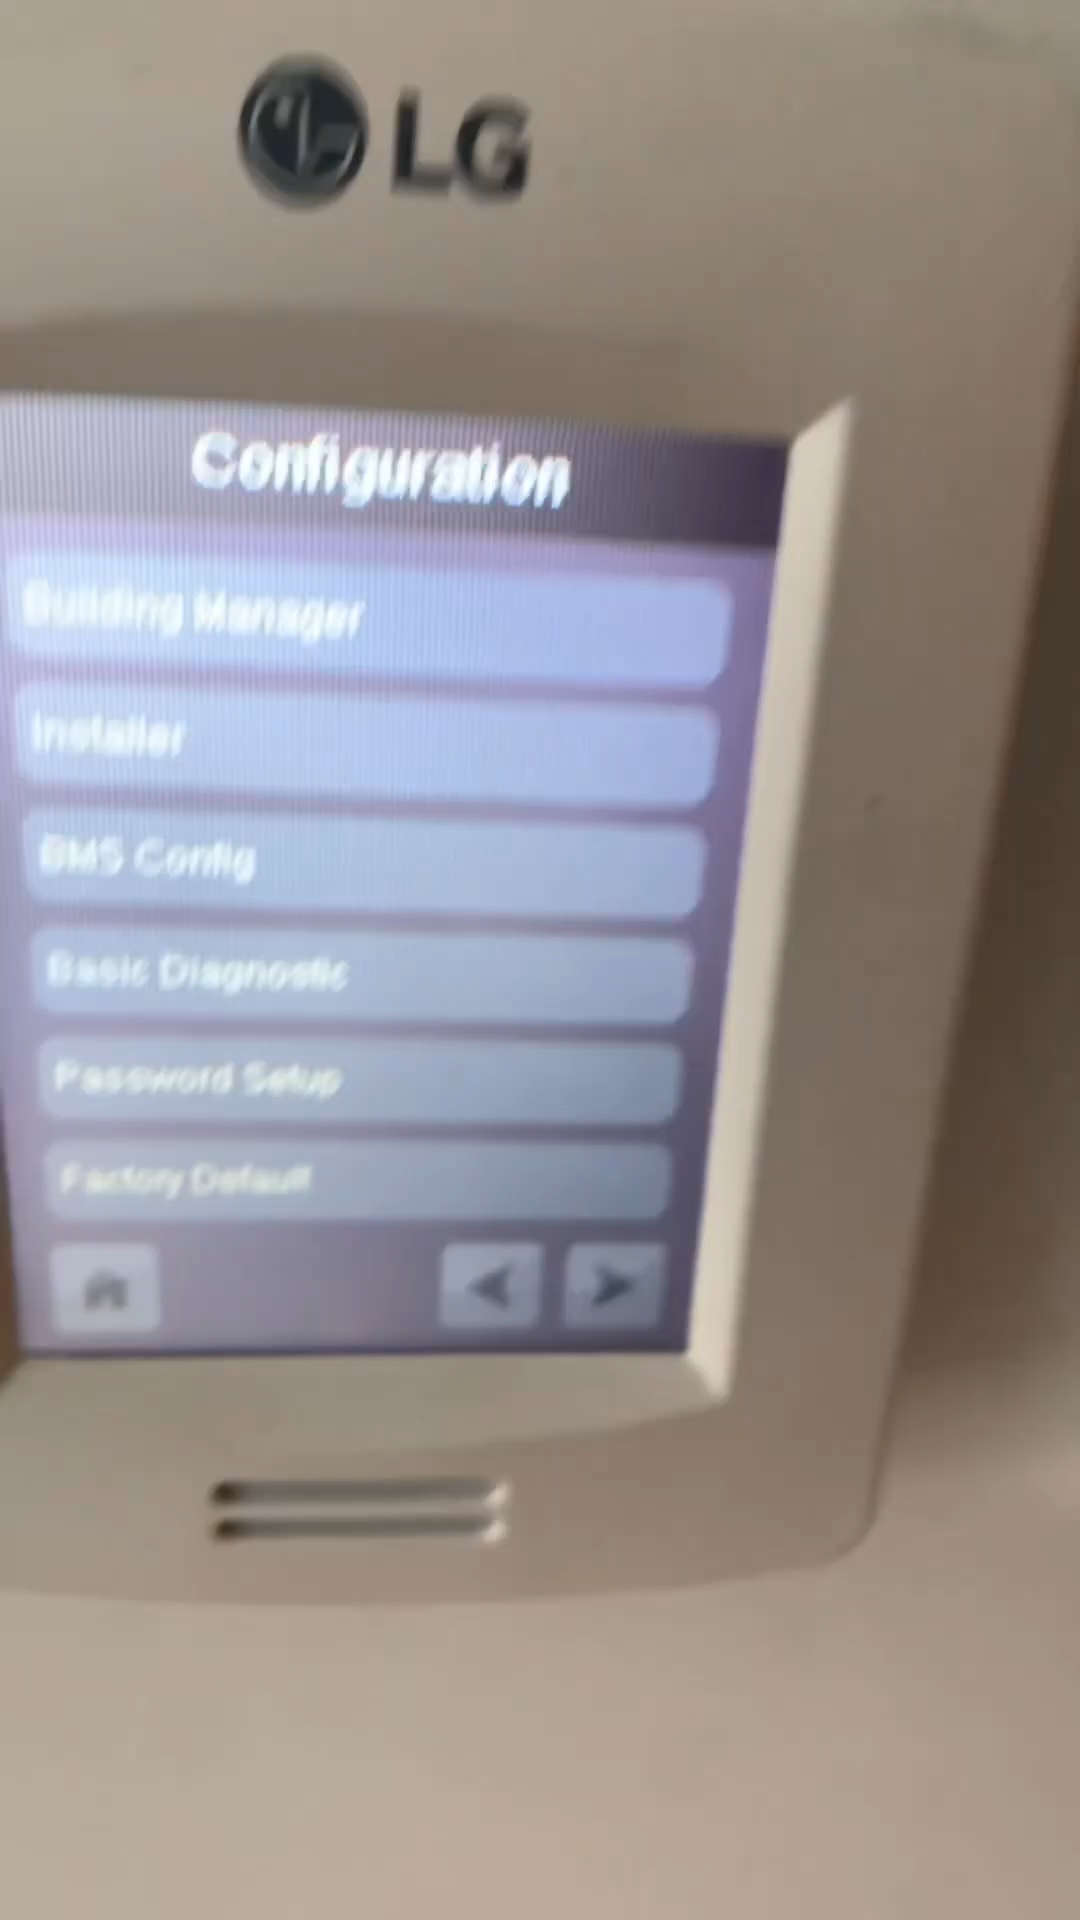 LG
Configuration
Building Manager
Installer
BMS Config
Basic Diagnostic
Password Setup
Factory Default